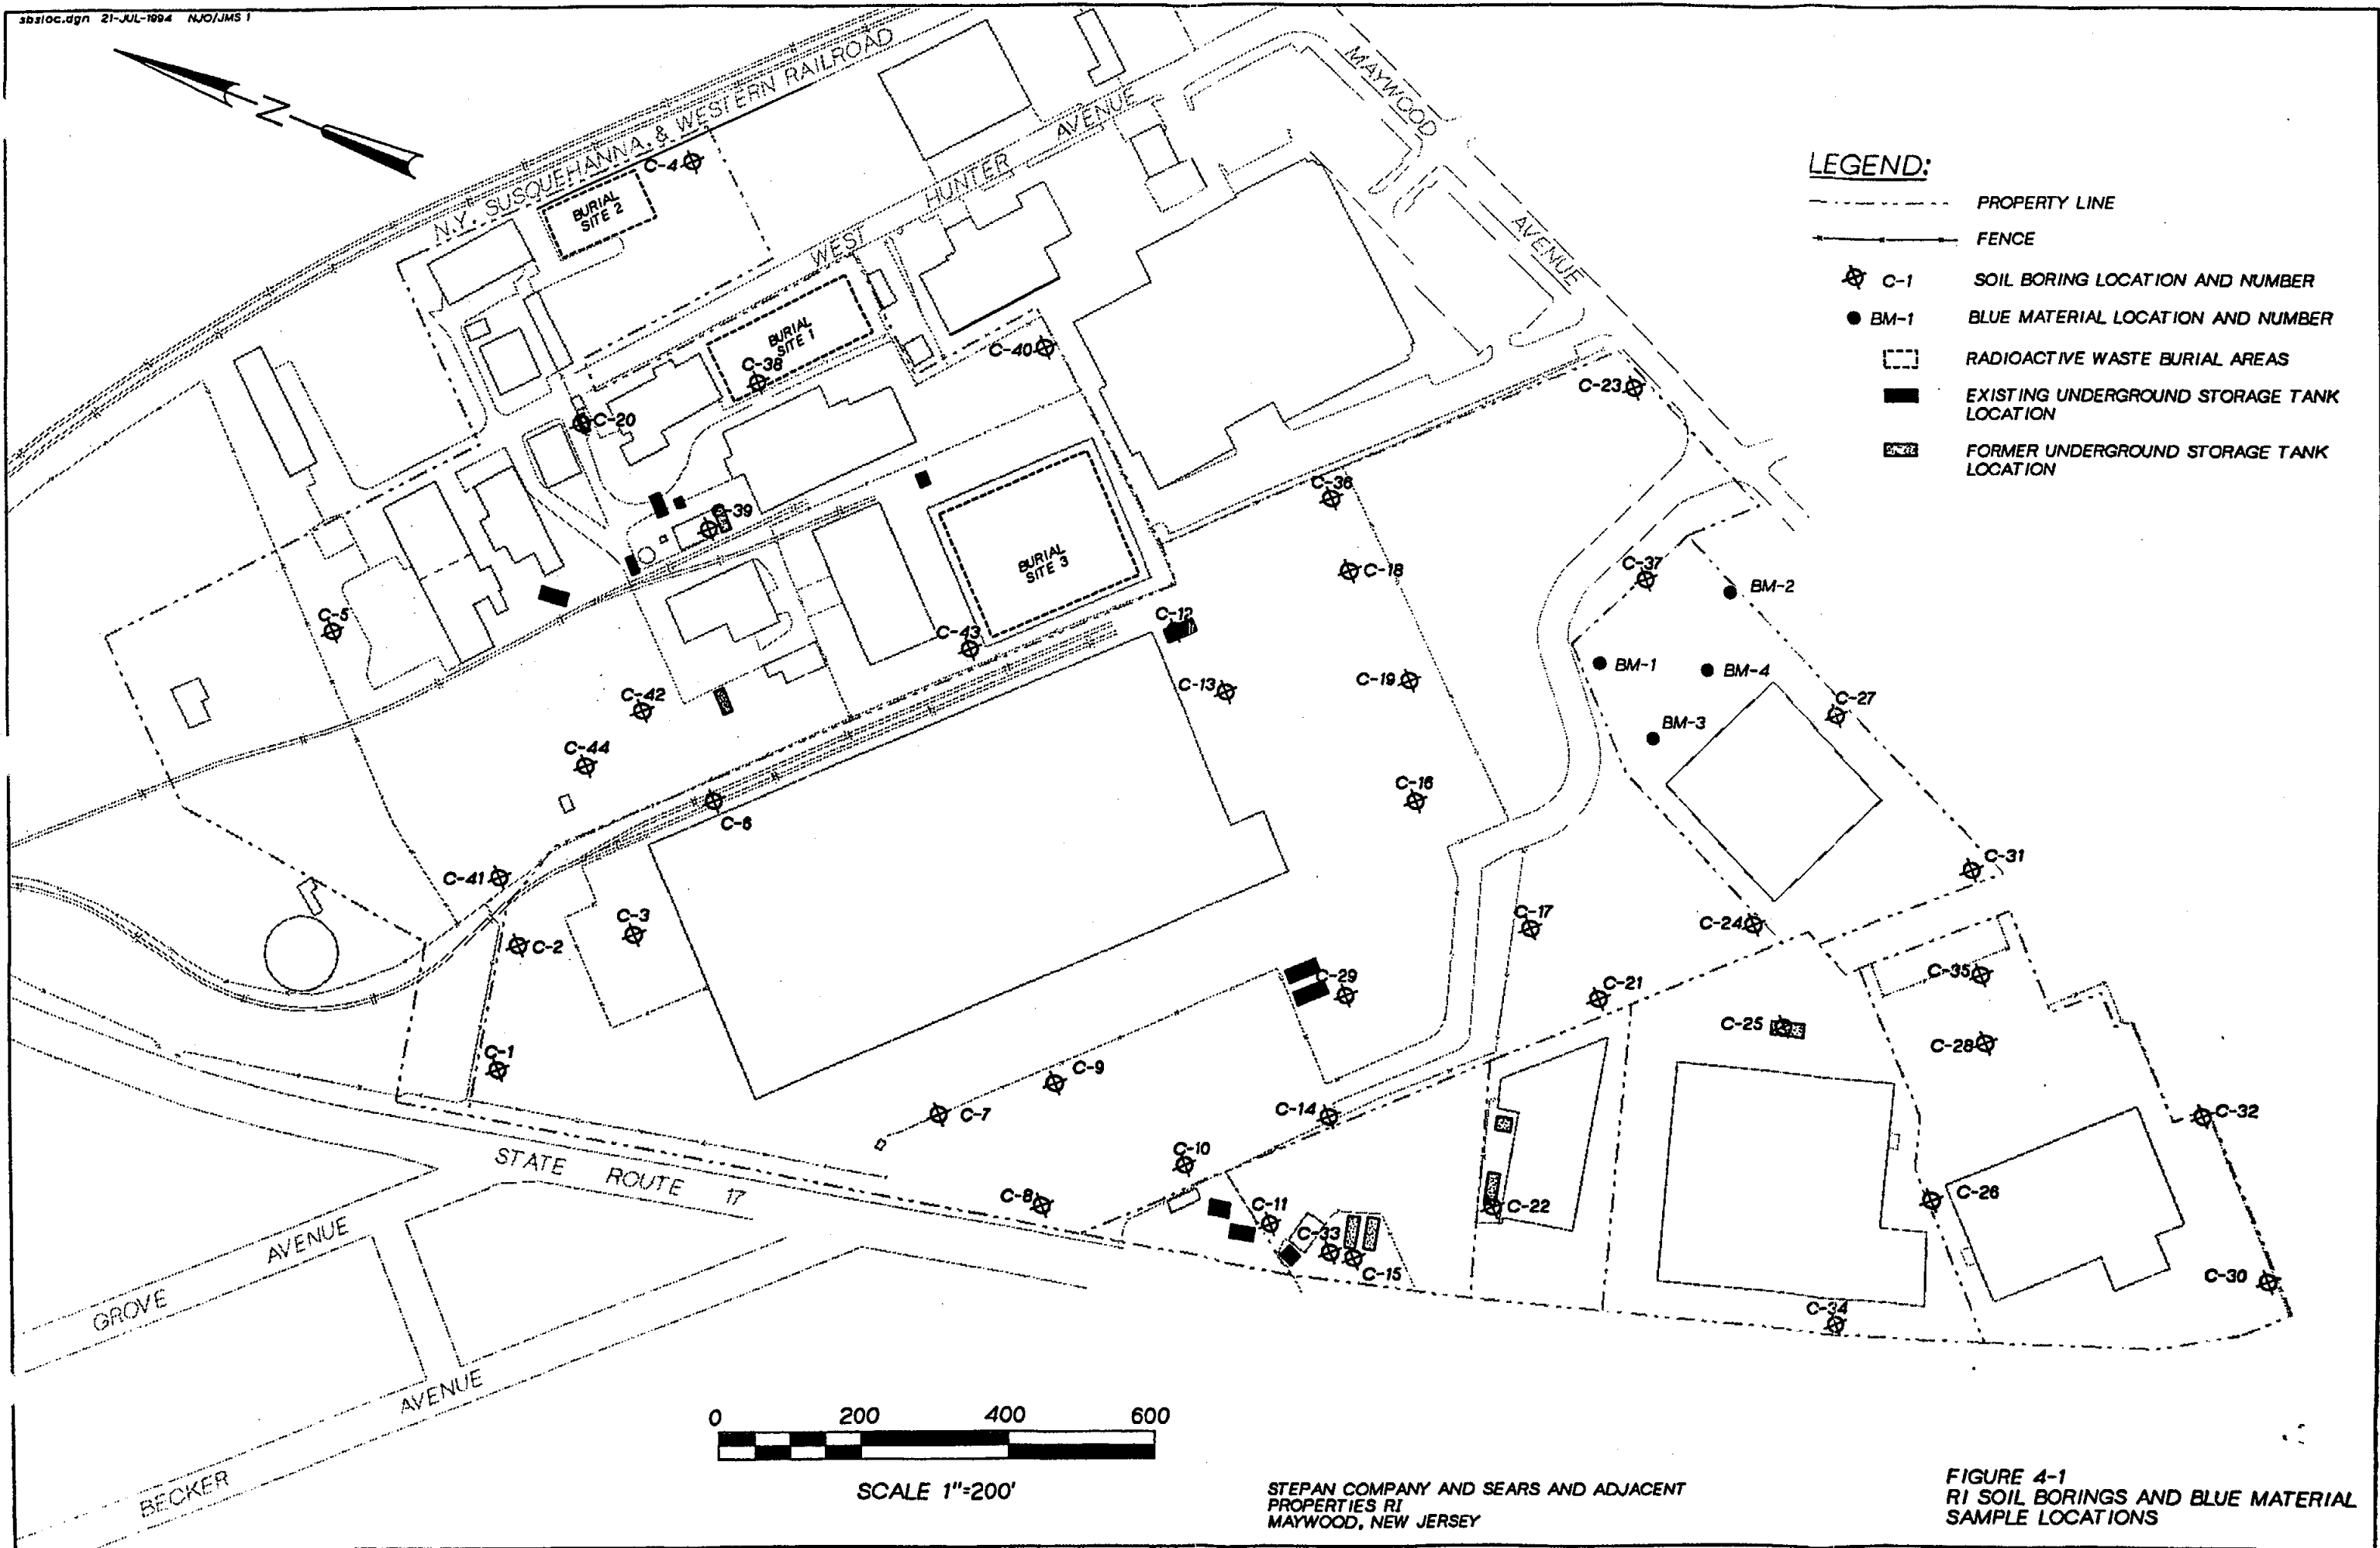 sbsloc.dgn 21-JUL-1994 NJO/JMS 1
N
N.Y. SUSQUEHANNA & WESTERN RAILROAD
MAYWOOD
AVENUE
WEST HUNTER AVENUE
LEGEND:
PROPERTY LINE
FENCE
C-1 SOIL BORING LOCATION AND NUMBER
BM-1 BLUE MATERIAL LOCATION AND NUMBER
RADIOACTIVE WASTE BURIAL AREAS
EXISTING UNDERGROUND STORAGE TANK
LOCATION
FORMER UNDERGROUND STORAGE TANK
LOCATION
C-4
BURIAL
SITE 2
BURIAL
SITE 1
C-38
C-40
C-23
C-20
C-36
C-39
BURIAL
SITE 3
C-18
C-37
BM-2
C-5
C-12
C-43
BM-1
BM-4
C-42
C-13
C-19
C-27
BM-3
C-44
C-6
C-16
C-41
C-31
C-3
C-2
C-17
C-24
C-29
C-35
C-21
C-25
C-28
C-1
C-9
C-7
C-14
C-32
C-10
STATE ROUTE 17
C-8
C-11
C-22
C-26
C-33
C-15
C-30
C-34
GROVE AVENUE
BECKER AVENUE
0 200 400 600
SCALE 1"=200'
STEPAN COMPANY AND SEARS AND ADJACENT
PROPERTIES RI
MAYWOOD, NEW JERSEY
FIGURE 4-1
RI SOIL BORINGS AND BLUE MATERIAL
SAMPLE LOCATIONS